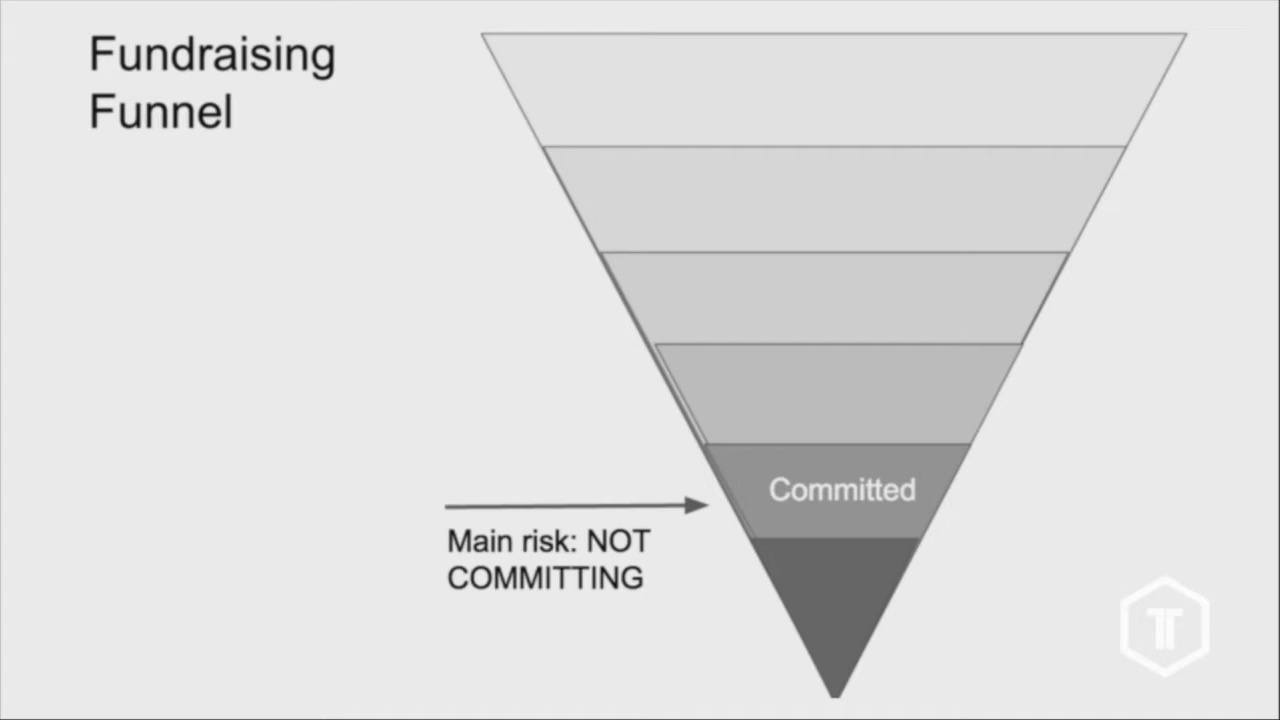 Fundraising
Funnel
Committed
Main risk: NOT
COMMITTING